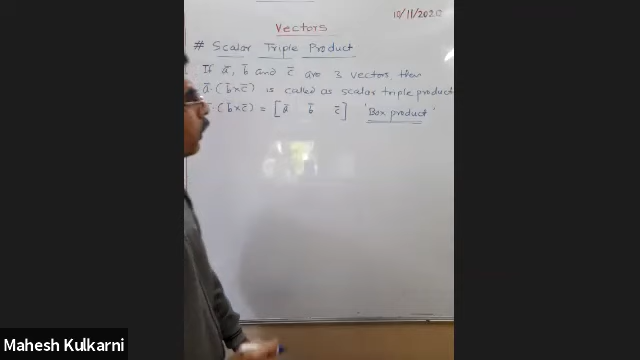 10/11/2020
Vectors
# Scalar Triple Product
If a̅, b̅ and c̅ are 3 vectors then
a̅·(b̅×c̅) is called as scalar triple product
·(b̅×c̅) = [a̅ b̅ c̅] 'Box product'
Mahesh Kulkarni